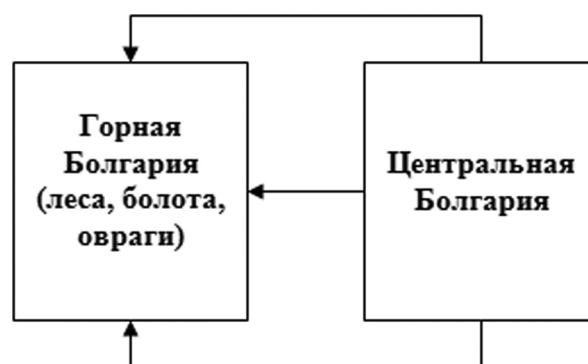 Горная
Болгария
(леса, болота,
овраги)
Центральная
Болгария